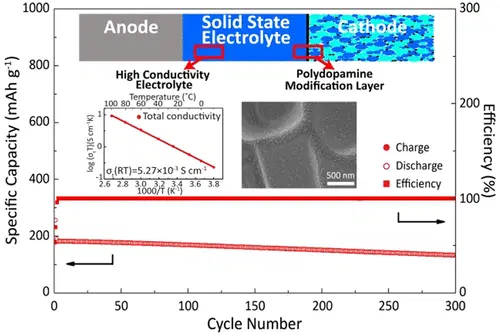 1000
800
600
400
200
0
Specific Capacity (mAh g⁻¹)
300
200
100
0
Efficiency (%)
Anode
Solid State
Electrolyte
Cathode
High Conductivity
Electrolyte
Polydopamine
Modification Layer
Temperature (˚C)
100 80 60 40 20 0
Total conductivity
1
0
-1
log (σₜT)(S cm⁻¹K)
σₜ(RT)=5.27×10⁻³ S cm⁻¹
2.6 2.8 3.0 3.2 3.4 3.6 3.8
1000/T (K⁻¹)
500 nm
Charge
Discharge
Efficiency
0 50 100 150 200 250 300
Cycle Number